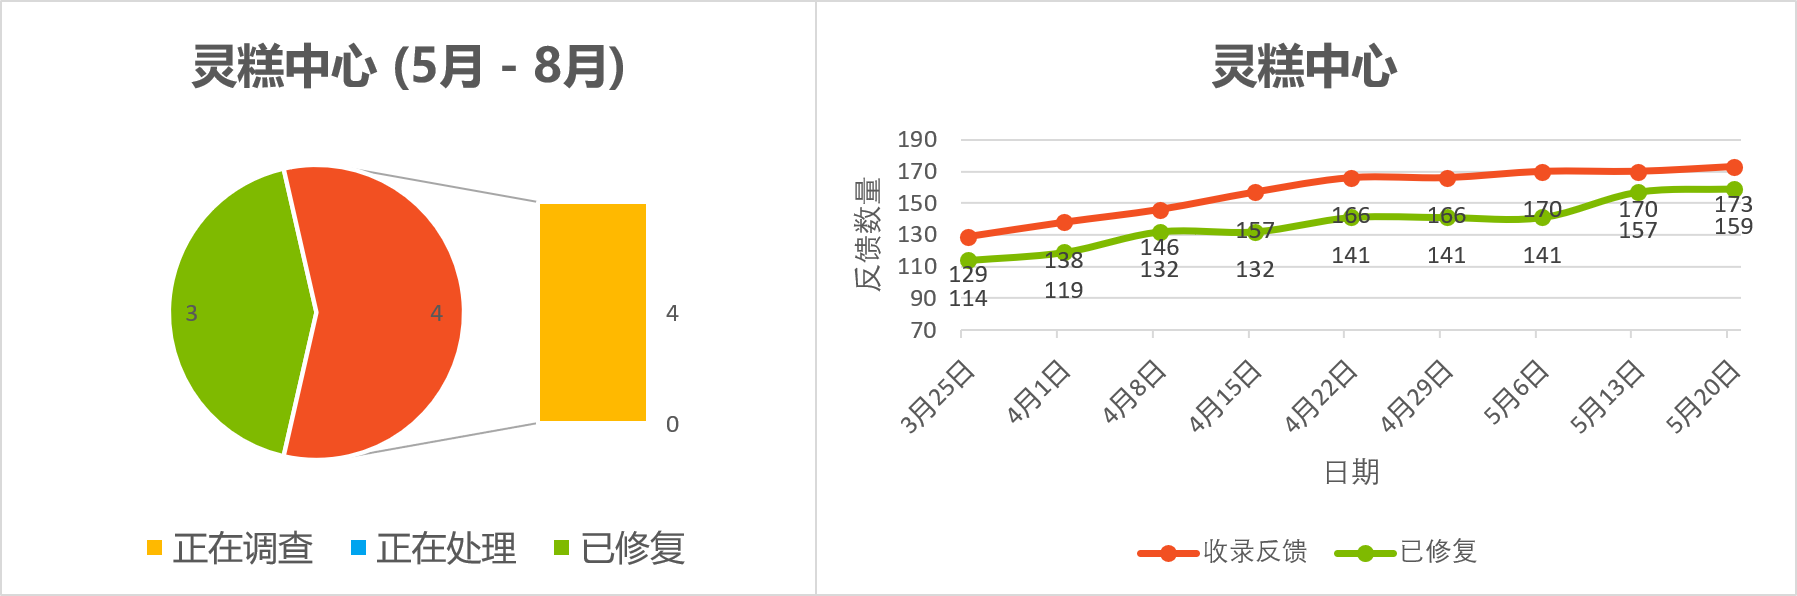 灵糕中心 (5月 - 8月)
3
4
4
0
正在调查 正在处理 已修复
灵糕中心
反馈数量
190
170
150
130
110
90
70
129 138 146 157 166 166 170 170 173
114 119 132 132 141 141 141 157 159
3月25日 4月1日 4月8日 4月15日 4月22日 4月29日 5月6日 5月13日 5月20日
日期
收录反馈 已修复